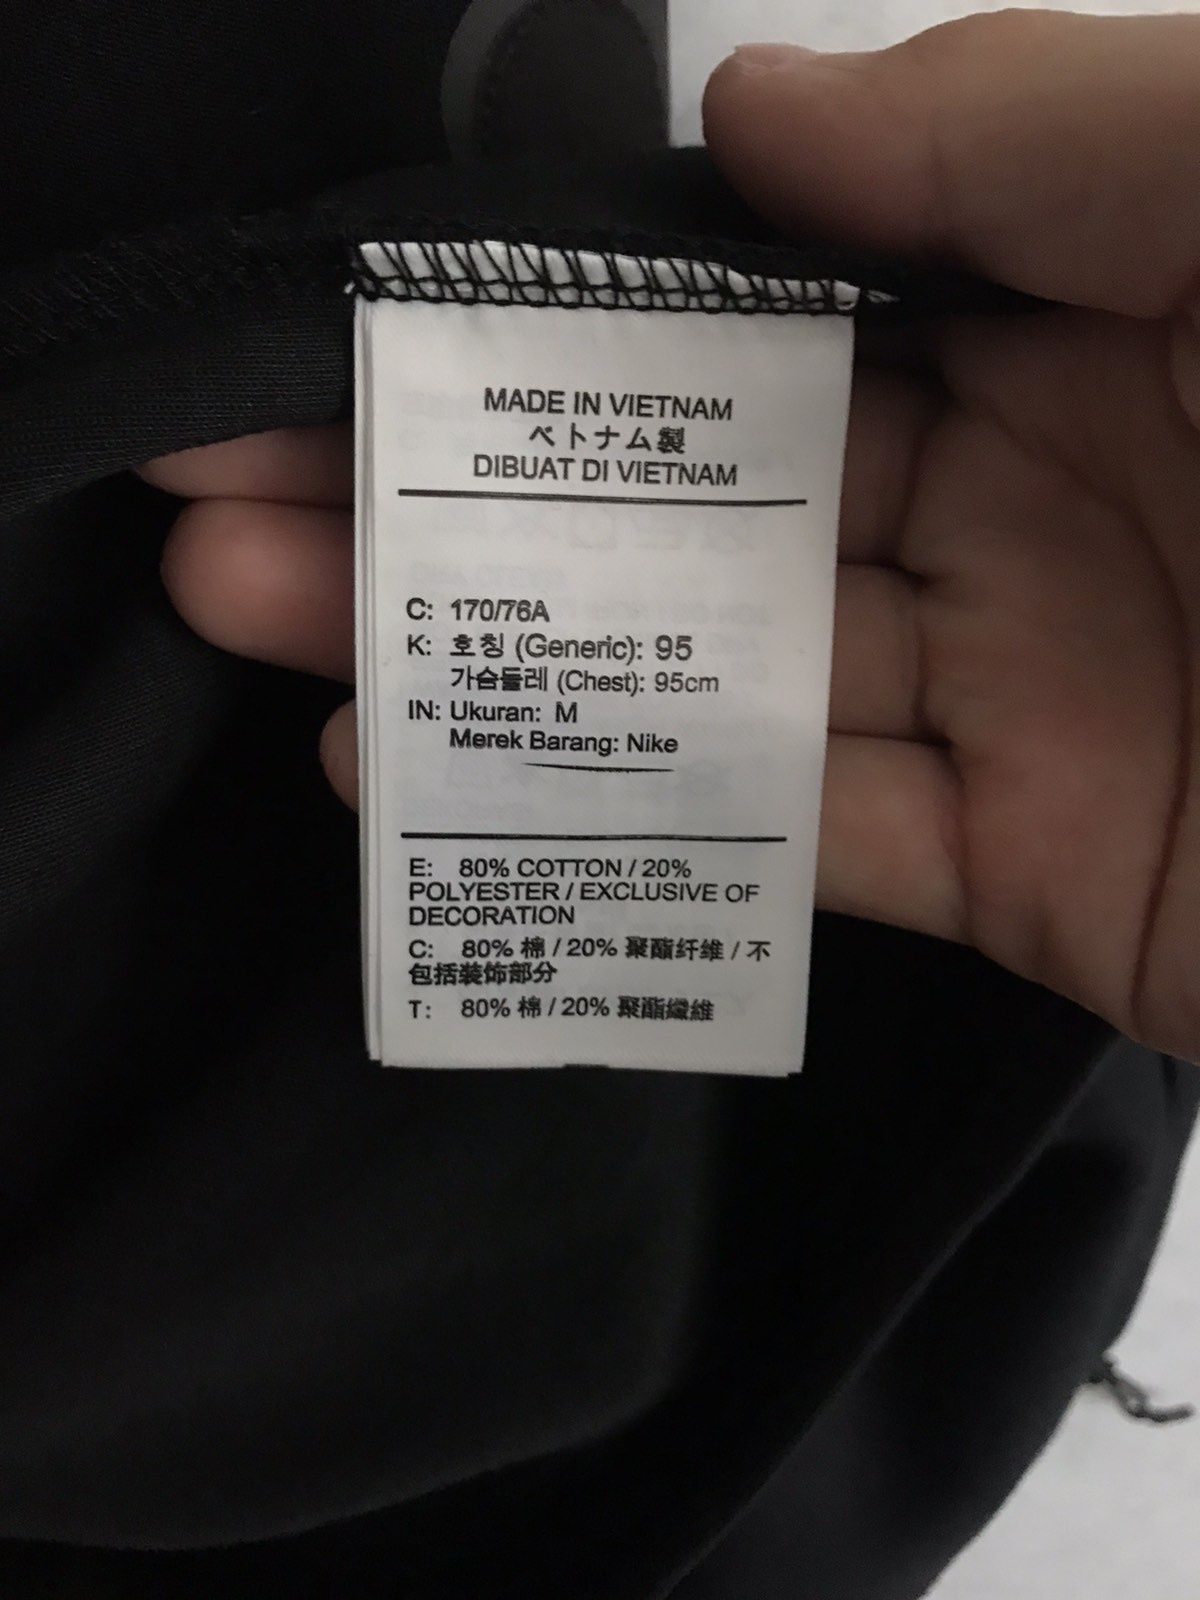 MADE IN VIETNAM
ベトナム製
DIBUAT DI VIETNAM
C: 170/76A
K: 호칭 (Generic): 95
가슴둘레 (Chest): 95cm
IN: Ukuran: M
Merek Barang: Nike
E: 80% COTTON / 20%
POLYESTER / EXCLUSIVE OF
DECORATION
C: 80% 棉 / 20% 聚酯纤维 / 不
包括装饰部分
T: 80% 棉 / 20% 聚酯纖維